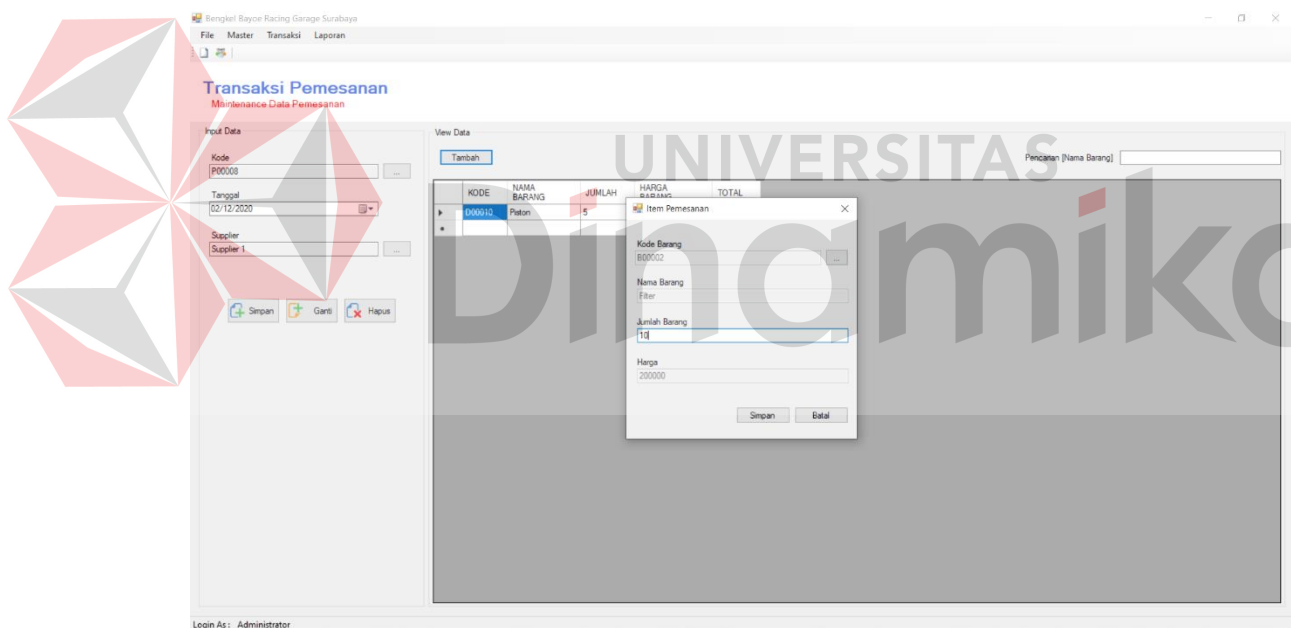 Bengkel Bayoe Racing Garage Surabaya
File Master Transaksi Laporan
Transaksi Pemesanan
Maintenance Data Pemesanan
Input Data
Kode
P00008
...
Tanggal
02/12/2020
Supplier
Supplier 1
...
Simpan Ganti Hapus
View Data
Tambah
Pencarian [Nama Barang]
KODE NAMA BARANG JUMLAH HARGA BARANG TOTAL
D00010 Piston 5
Item Pemesanan
Kode Barang
B00002
...
Nama Barang
Filter
Jumlah Barang
10
Harga
200000
Simpan Batal
Login As : Administrator
UNIVERSITAS
Dinamika